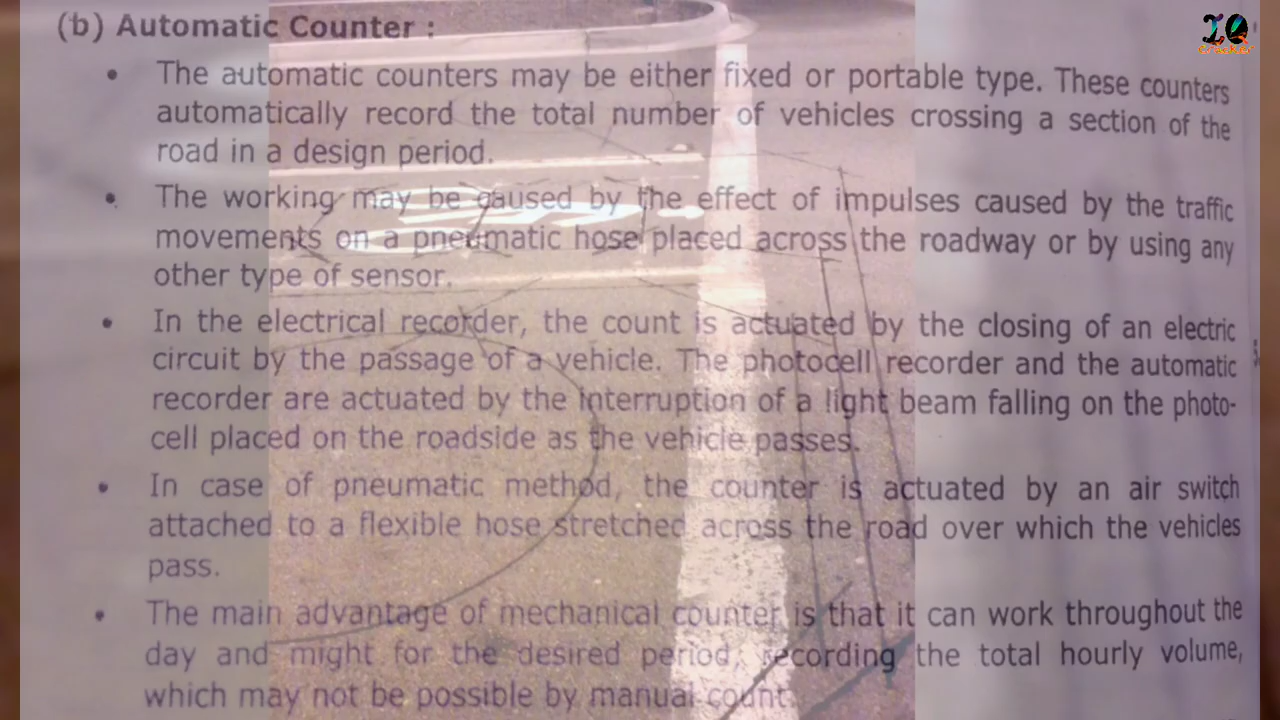 (b) Automatic Counter :
IQ
cracker
• The automatic counters may be either fixed or portable type. These counters
automatically record the total number of vehicles crossing a section of the
road in a design period.
• The working may be caused by the effect of impulses caused by the traffic
movements on a pneumatic hose placed across the roadway or by using any
other type of sensor.
• In the electrical recorder, the count is actuated by the closing of an electric
circuit by the passage of a vehicle. The photocell recorder and the automatic
recorder are actuated by the interruption of a light beam falling on the photo-
cell placed on the roadside as the vehicle passes.
• In case of pneumatic method, the counter is actuated by an air switch
attached to a flexible hose stretched across the road over which the vehicles
pass.
• The main advantage of mechanical counter is that it can work throughout the
day and might for the desired period, recording the total hourly volume,
which may not be possible by manual count.